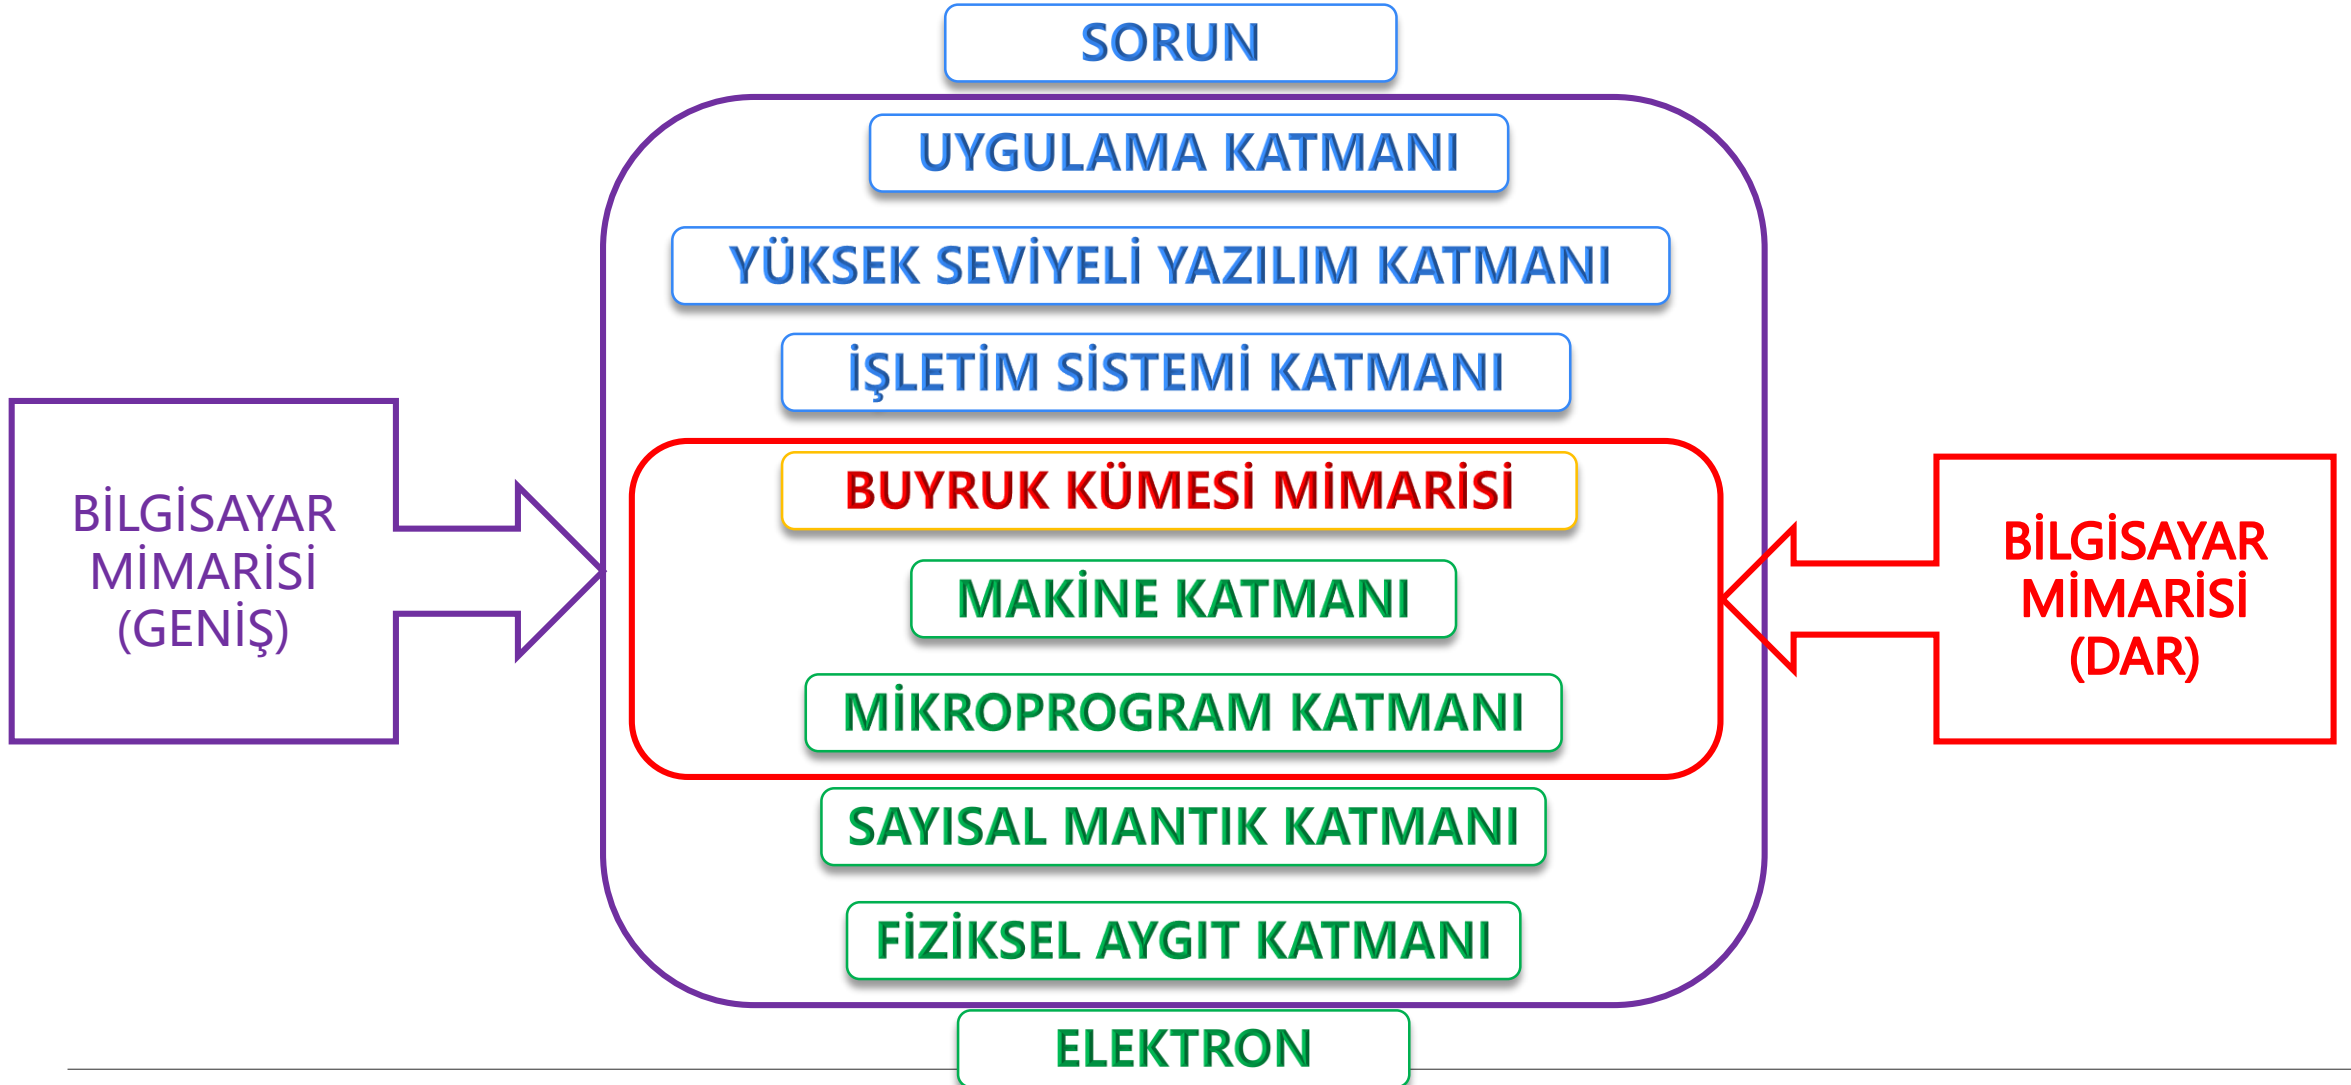 SORUN
UYGULAMA KATMANI
YÜKSEK SEVİYELİ YAZILIM KATMANI
İŞLETİM SİSTEMİ KATMANI
BUYRUK KÜMESİ MİMARİSİ
MAKİNE KATMANI
MİKROPROGRAM KATMANI
SAYISAL MANTIK KATMANI
FİZİKSEL AYGIT KATMANI
ELEKTRON
BİLGİSAYAR
MİMARİSİ
(GENİŞ)
BİLGİSAYAR
MİMARİSİ
(DAR)